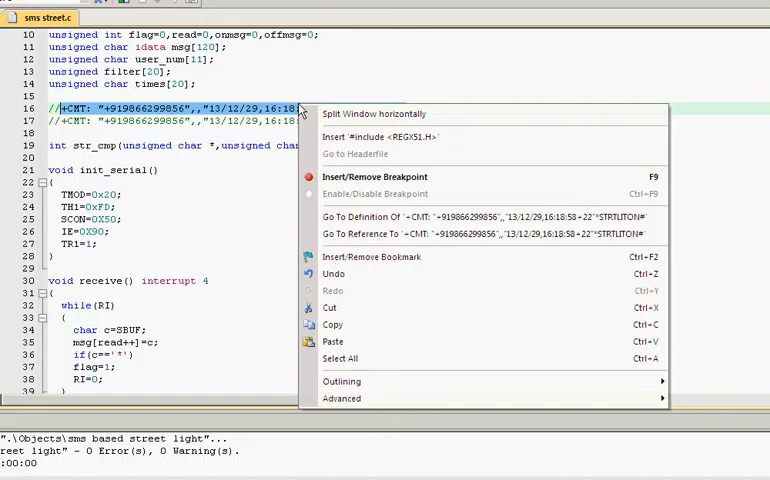 sms street.c
10 unsigned int flag=0,read=0,onmsg=0,offmsg=0;
11 unsigned char idata msg[120];
12 unsigned char user_num[11];
13 unsigned filter[20];
14 unsigned char times[20];
15
16 //+CMT: "+919866299856",,"13/12/29,16:18:
17 //+CMT: "+919866299856",,"13/12/29,16:18:
18
19 int str_cmp(unsigned char *,unsigned cha
20
21 void init_serial()
22 {
23 TMOD=0x20;
24 TH1=0xFD;
25 SCON=0X50;
26 IE=0X90;
27 TR1=1;
28 }
29
30 void receive() interrupt 4
31 {
32 while(RI)
33 {
34 char c=SBUF;
35 msg[read++]=c;
36 if(c=='*')
37 flag=1;
38 RI=0;
39 }
Split Window horizontally
Insert '#include <REGX51.H>'
Go to Headerfile
Insert/Remove Breakpoint F9
Enable/Disable Breakpoint Ctrl+F9
Go To Definition Of '+CMT: "+919866299856",,"13/12/29,16:18:58+22"*STRTLITON#'
Go To Reference To '+CMT: "+919866299856",,"13/12/29,16:18:58+22"*STRTLITON#'
Insert/Remove Bookmark Ctrl+F2
Undo Ctrl+Z
Redo Ctrl+Y
Cut Ctrl+X
Copy Ctrl+C
Paste Ctrl+V
Select All Ctrl+A
Outlining
Advanced
".\Objects\sms based street light"...
reet light" - 0 Error(s), 0 Warning(s).
:00:00